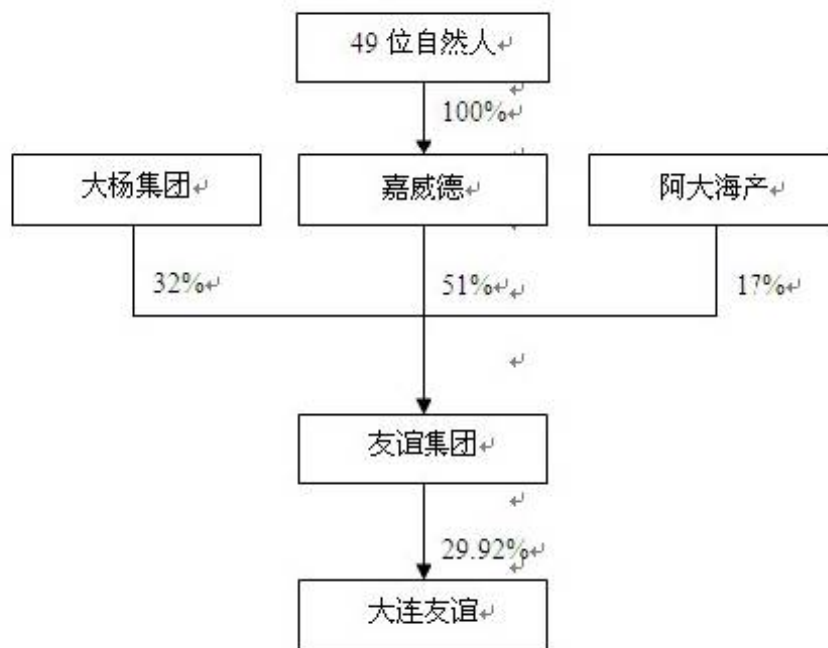 49 位自然人
100%
大杨集团
嘉威德
阿大海产
32%
51%
17%
友谊集团
29.92%
大连友谊